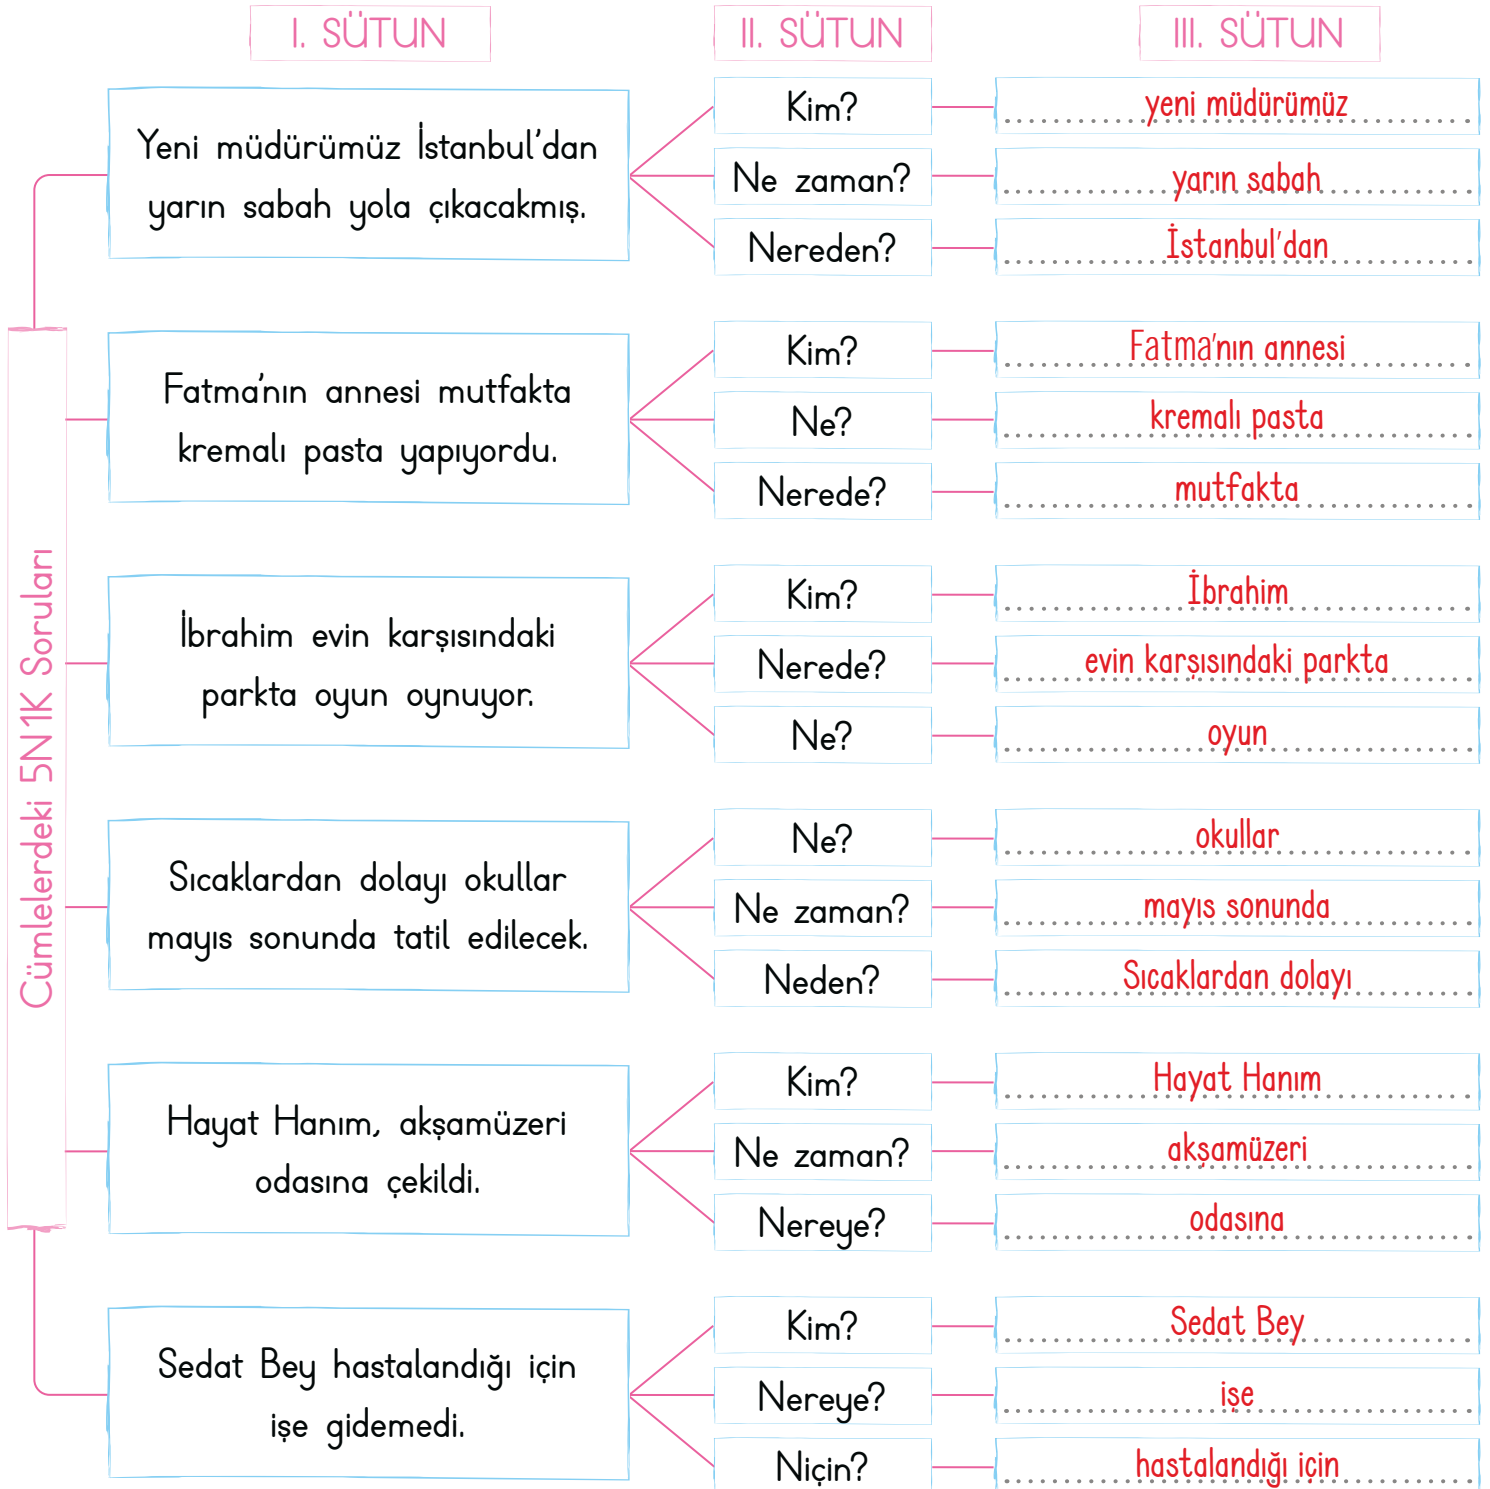 I. SÜTUN
II. SÜTUN
III. SÜTUN
Cümlelerdeki 5N1K Soruları
Yeni müdürümüz İstanbul'dan
yarın sabah yola çıkacakmış.
Kim?
yeni müdürümüz
Ne zaman?
yarın sabah
Nereden?
İstanbul'dan
Fatma'nın annesi mutfakta
kremalı pasta yapıyordu.
Kim?
Fatma'nın annesi
Ne?
kremalı pasta
Nerede?
mutfakta
İbrahim evin karşısındaki
parkta oyun oynuyor.
Kim?
İbrahim
Nerede?
evin karşısındaki parkta
Ne?
oyun
Sıcaklardan dolayı okullar
mayıs sonunda tatil edilecek.
Ne?
okullar
Ne zaman?
mayıs sonunda
Neden?
Sıcaklardan dolayı
Hayat Hanım, akşamüzeri
odasına çekildi.
Kim?
Hayat Hanım
Ne zaman?
akşamüzeri
Nereye?
odasına
Sedat Bey hastalandığı için
işe gidemedi.
Kim?
Sedat Bey
Nereye?
işe
Niçin?
hastalandığı için